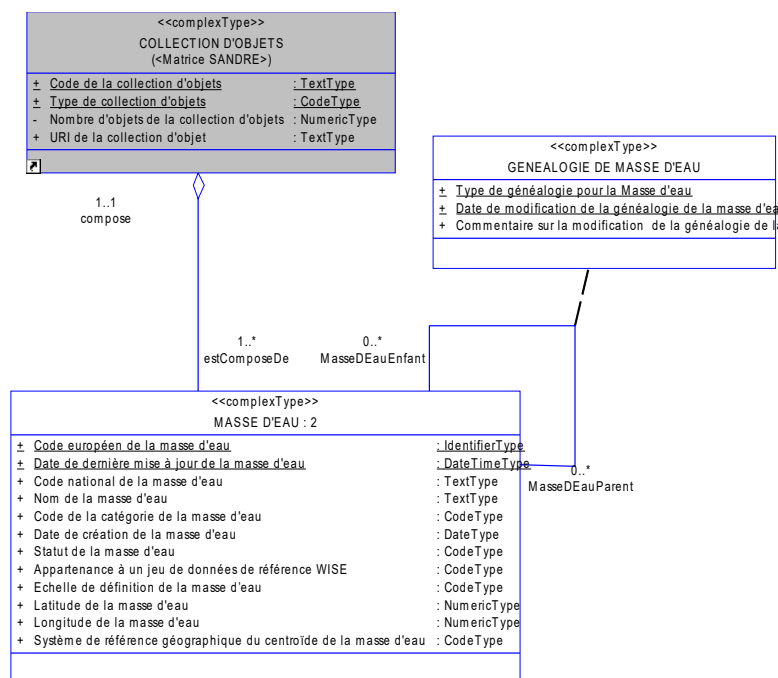 <<complexType>>
COLLECTION D'OBJETS
(<Matrice SANDRE>)
+ Code de la collection d'objets : TextType
+ Type de collection d'objets : CodeType
- Nombre d'objets de la collection d'objets : NumericType
+ URI de la collection d'objet : TextType
1..1
compose
<<complexType>>
GENEALOGIE DE MASSE D'EAU
+ Type de généalogie pour la Masse d'eau
+ Date de modification de la généalogie de la masse d'ea
+ Commentaire sur la modification de la généalogie de l
1..*
estComposeDe
0..*
MasseDEauEnfant
<<complexType>>
MASSE D'EAU : 2
+ Code européen de la masse d'eau : IdentifierType
+ Date de dernière mise à jour de la masse d'eau : DateTimeType
+ Code national de la masse d'eau : TextType
+ Nom de la masse d'eau : TextType
+ Code de la catégorie de la masse d'eau : CodeType
+ Date de création de la masse d'eau : DateType
+ Statut de la masse d'eau : CodeType
+ Appartenance à un jeu de données de référence WISE : CodeType
+ Echelle de définition de la masse d'eau : CodeType
+ Latitude de la masse d'eau : NumericType
+ Longitude de la masse d'eau : NumericType
+ Système de référence géographique du centroïde de la masse d'eau : CodeType
0..*
MasseDEauParent